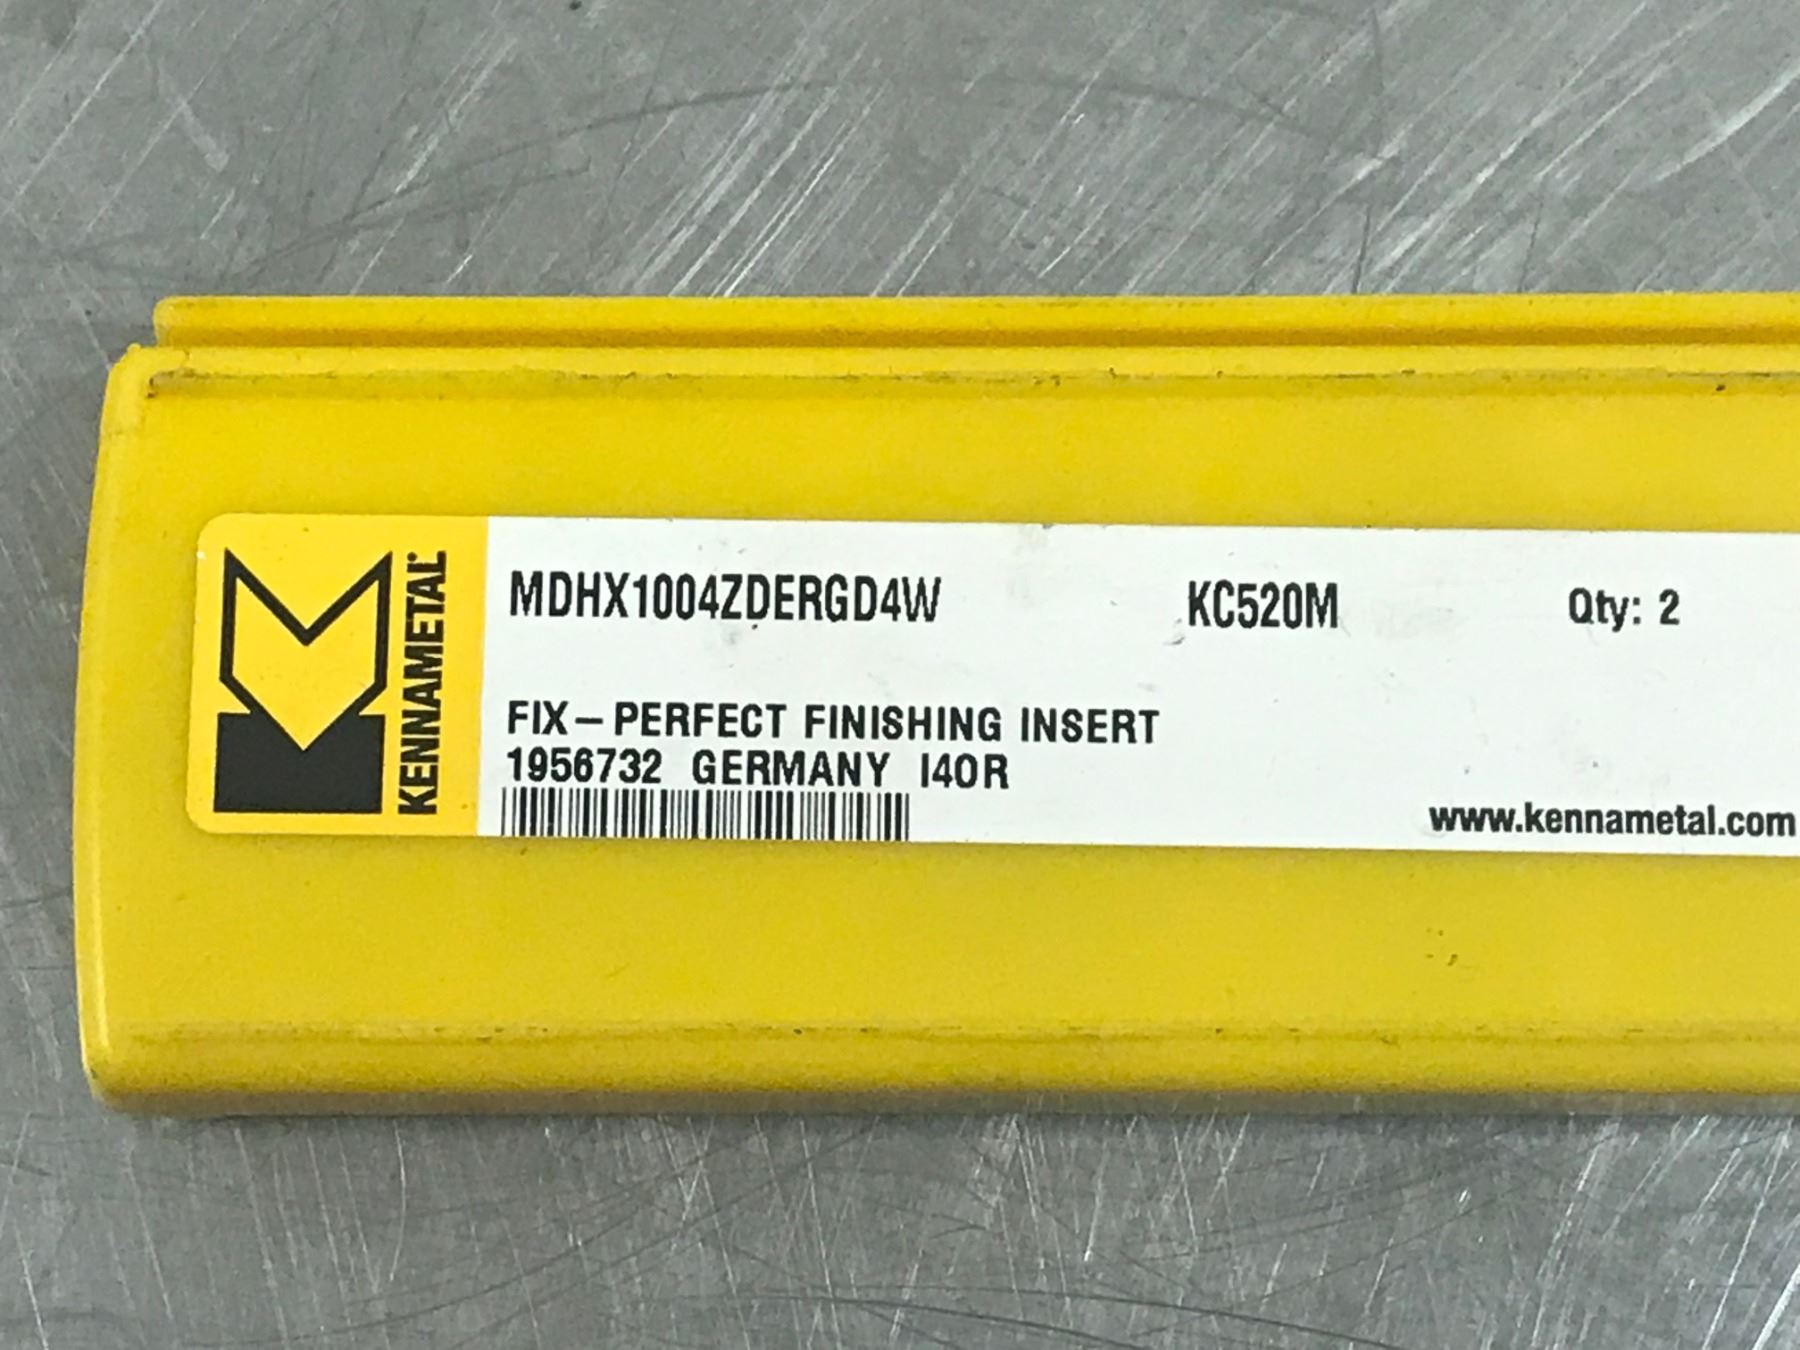 KENNAMETAL
MDHX1004ZDERGD4W KC520M Qty: 2
FIX-PERFECT FINISHING INSERT
1956732 GERMANY I40R
www.kennametal.com